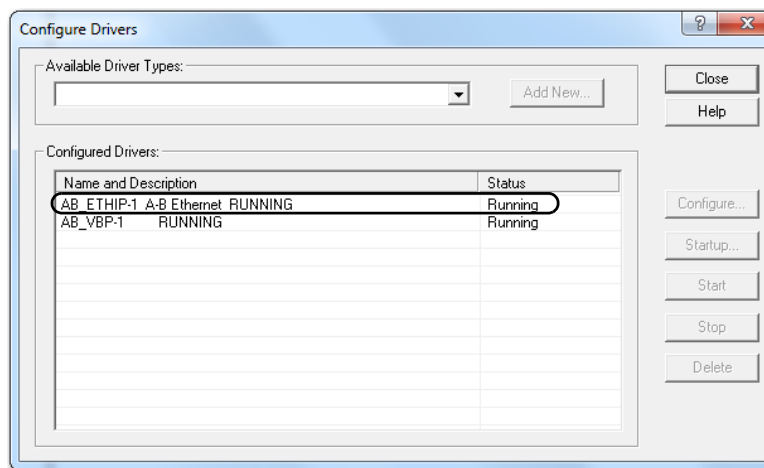 Configure Drivers
?
x
Available Driver Types:
Add New...
Close
Help
Configured Drivers:
Name and Description Status
AB_ETHIP-1 A-B Ethernet RUNNING Running
AB_VBP-1 RUNNING Running
Configure...
Startup...
Start
Stop
Delete